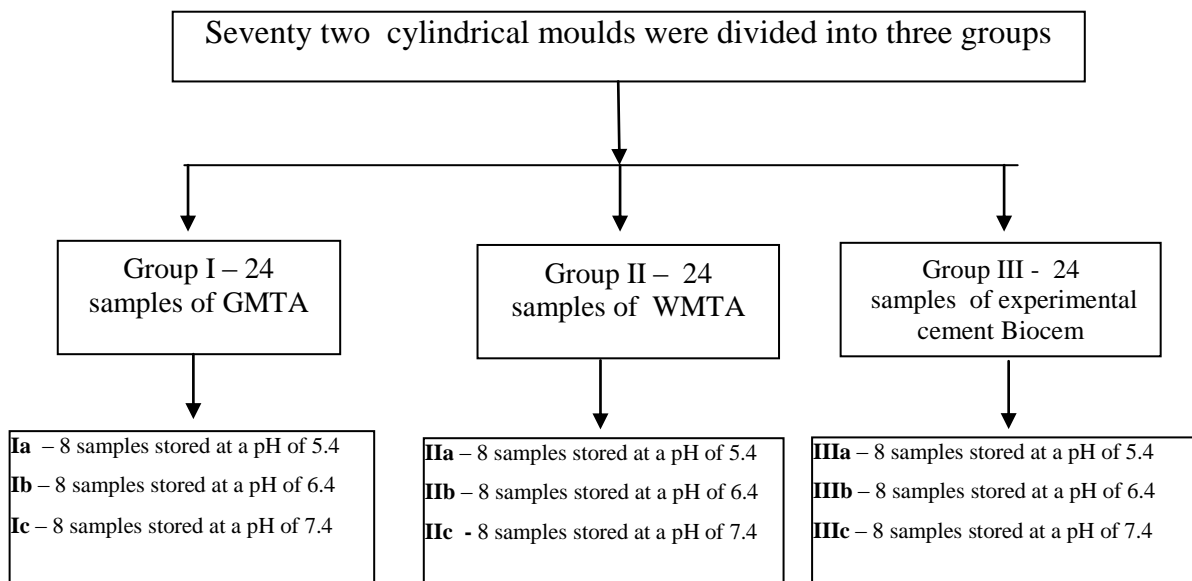 Seventy two cylindrical moulds were divided into three groups
Group I – 24
samples of GMTA
Group II – 24
samples of WMTA
Group III - 24
samples of experimental
cement Biocem
Ia – 8 samples stored at a pH of 5.4
Ib – 8 samples stored at a pH of 6.4
Ic – 8 samples stored at a pH of 7.4
IIa – 8 samples stored at a pH of 5.4
IIb – 8 samples stored at a pH of 6.4
IIc - 8 samples stored at a pH of 7.4
IIIa – 8 samples stored at a pH of 5.4
IIIb – 8 samples stored at a pH of 6.4
IIIc – 8 samples stored at a pH of 7.4